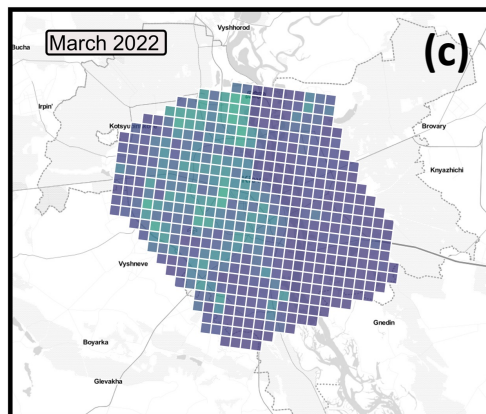 Vyshhorod
(c)
March 2022
Bucha
Irpin'
Brovary
Knyazhichi
Vyshneve
Gnedin
Boyarka
Glevakha